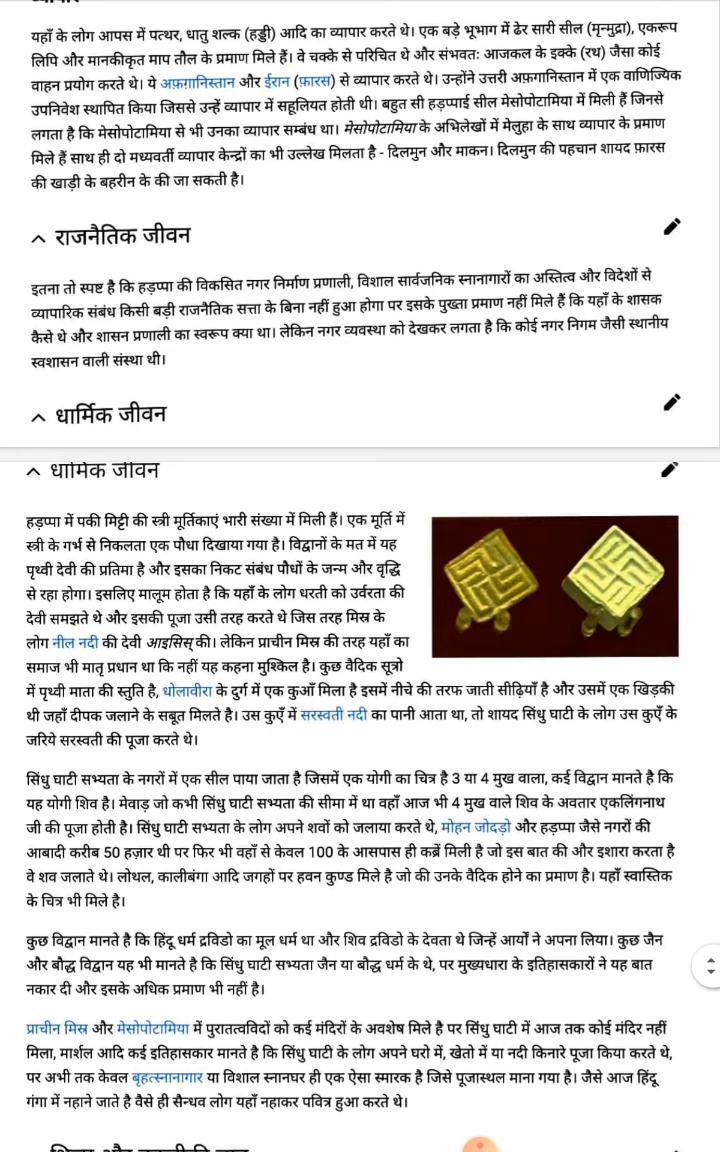 यहाँ के लोग आपस में पत्थर, धातु शल्क (हड्डी) आदि का व्यापार करते थे। एक बड़े भूभाग में ढेर सारी सील (मृन्मुद्रा), एकरूप
लिपि और मानकीकृत माप तौल के प्रमाण मिले हैं। वे चक्के से परिचित थे और संभवतः आजकल के इक्के (रथ) जैसा कोई
वाहन प्रयोग करते थे। ये अफ़ग़ानिस्तान और ईरान (फ़ारस) से व्यापार करते थे। उन्होंने उत्तरी अफ़गानिस्तान में एक वाणिज्यिक
उपनिवेश स्थापित किया जिससे उन्हें व्यापार में सहूलियत होती थी। बहुत सी हड़प्पाई सील मेसोपोटामिया में मिली हैं जिनसे
लगता है कि मेसोपोटामिया से भी उनका व्यापार सम्बंध था। मेसोपोटामिया के अभिलेखों में मेलुहा के साथ व्यापार के प्रमाण
मिले हैं साथ ही दो मध्यवर्ती व्यापार केन्द्रों का भी उल्लेख मिलता है - दिलमुन और माकन। दिलमुन की पहचान शायद फ़ारस
की खाड़ी के बहरीन के की जा सकती है।
राजनैतिक जीवन
इतना तो स्पष्ट है कि हड़प्पा की विकसित नगर निर्माण प्रणाली, विशाल सार्वजनिक स्नानागारों का अस्तित्व और विदेशों से
व्यापारिक संबंध किसी बड़ी राजनैतिक सत्ता के बिना नहीं हुआ होगा पर इसके पुख्ता प्रमाण नहीं मिले हैं कि यहाँ के शासक
कैसे थे और शासन प्रणाली का स्वरूप क्या था। लेकिन नगर व्यवस्था को देखकर लगता है कि कोई नगर निगम जैसी स्थानीय
स्वशासन वाली संस्था थी।
धार्मिक जीवन
धार्मिक जीवन
हड़प्पा में पकी मिट्टी की स्त्री मूर्तिकाएं भारी संख्या में मिली हैं। एक मूर्ति में
स्त्री के गर्भ से निकलता एक पौधा दिखाया गया है। विद्वानों के मत में यह
पृथ्वी देवी की प्रतिमा है और इसका निकट संबंध पौधों के जन्म और वृद्धि
से रहा होगा। इसलिए मालूम होता है कि यहाँ के लोग धरती को उर्वरता की
देवी समझते थे और इसकी पूजा उसी तरह करते थे जिस तरह मिस्र के
लोग नील नदी की देवी आइसिस् की। लेकिन प्राचीन मिस्र की तरह यहाँ का
समाज भी मातृ प्रधान था कि नहीं यह कहना मुश्किल है। कुछ वैदिक सूत्रो
में पृथ्वी माता की स्तुति है, धोलावीरा के दुर्ग में एक कुआँ मिला है इसमें नीचे की तरफ जाती सीढ़ियाँ है और उसमें एक खिड़की
थी जहाँ दीपक जलाने के सबूत मिलते है। उस कुएँ में सरस्वती नदी का पानी आता था, तो शायद सिंधु घाटी के लोग उस कुएँ के
जरिये सरस्वती की पूजा करते थे।
सिंधु घाटी सभ्यता के नगरों में एक सील पाया जाता है जिसमें एक योगी का चित्र है 3 या 4 मुख वाला, कई विद्वान मानते है कि
यह योगी शिव है। मेवाड़ जो कभी सिंधु घाटी सभ्यता की सीमा में था वहाँ आज भी 4 मुख वाले शिव के अवतार एकलिंगनाथ
जी की पूजा होती है। सिंधु घाटी सभ्यता के लोग अपने शवों को जलाया करते थे, मोहन जोदड़ो और हड़प्पा जैसे नगरों की
आबादी करीब 50 हज़ार थी पर फिर भी वहाँ से केवल 100 के आसपास ही कब्रें मिली है जो इस बात की और इशारा करता है
वे शव जलाते थे। लोथल, कालीबंगा आदि जगहों पर हवन कुण्ड मिले है जो की उनके वैदिक होने का प्रमाण है। यहाँ स्वास्तिक
के चित्र भी मिले है।
कुछ विद्वान मानते है कि हिंदू धर्म द्रविडो का मूल धर्म था और शिव द्रविडो के देवता थे जिन्हें आर्यों ने अपना लिया। कुछ जैन
और बौद्ध विद्वान यह भी मानते है कि सिंधु घाटी सभ्यता जैन या बौद्ध धर्म के थे, पर मुख्यधारा के इतिहासकारों ने यह बात
नकार दी और इसके अधिक प्रमाण भी नहीं है।
प्राचीन मिस्र और मेसोपोटामिया में पुरातत्वविदों को कई मंदिरों के अवशेष मिले है पर सिंधु घाटी में आज तक कोई मंदिर नहीं
मिला, मार्शल आदि कई इतिहासकार मानते है कि सिंधु घाटी के लोग अपने घरो में, खेतो में या नदी किनारे पूजा किया करते थे,
पर अभी तक केवल बृहत्स्नानागार या विशाल स्नानघर ही एक ऐसा स्मारक है जिसे पूजास्थल माना गया है। जैसे आज हिंदू
गंगा में नहाने जाते है वैसे ही सैन्धव लोग यहाँ नहाकर पवित्र हुआ करते थे।